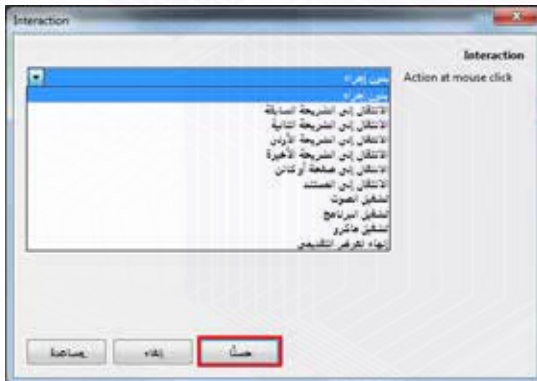 Interaction
Interaction
Action at mouse click
بدون إجراء
بدون إجراء
الانتقال إلى الشريحة السابقة
الانتقال إلى الشريحة التالية
الانتقال إلى الشريحة الأولى
الانتقال إلى الشريحة الأخيرة
الانتقال إلى صفحة أو كائن
الانتقال إلى المستند
تشغيل الصوت
تشغيل البرنامج
تشغيل ماكرو
إنهاء العرض التقديمي
حسنًا
إلغاء
مساعدة